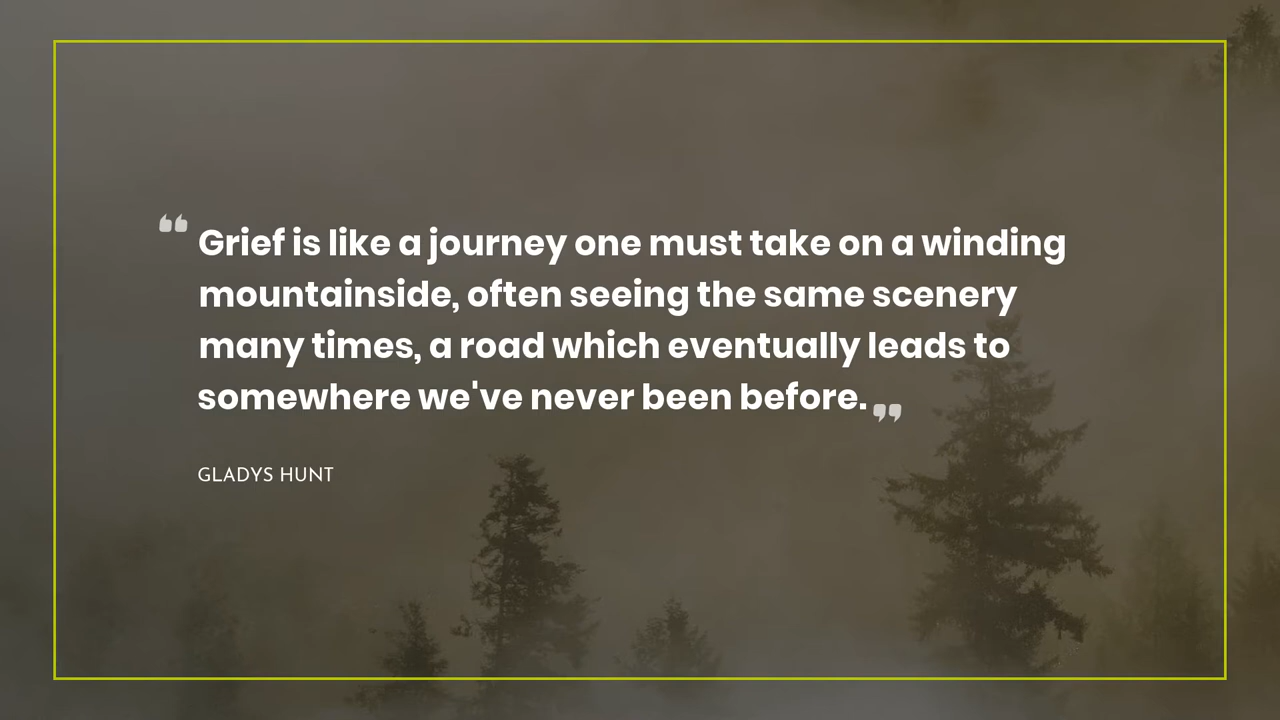 “ Grief is like a journey one must take on a winding
mountainside, often seeing the same scenery
many times, a road which eventually leads to
somewhere we've never been before. ”
GLADYS HUNT